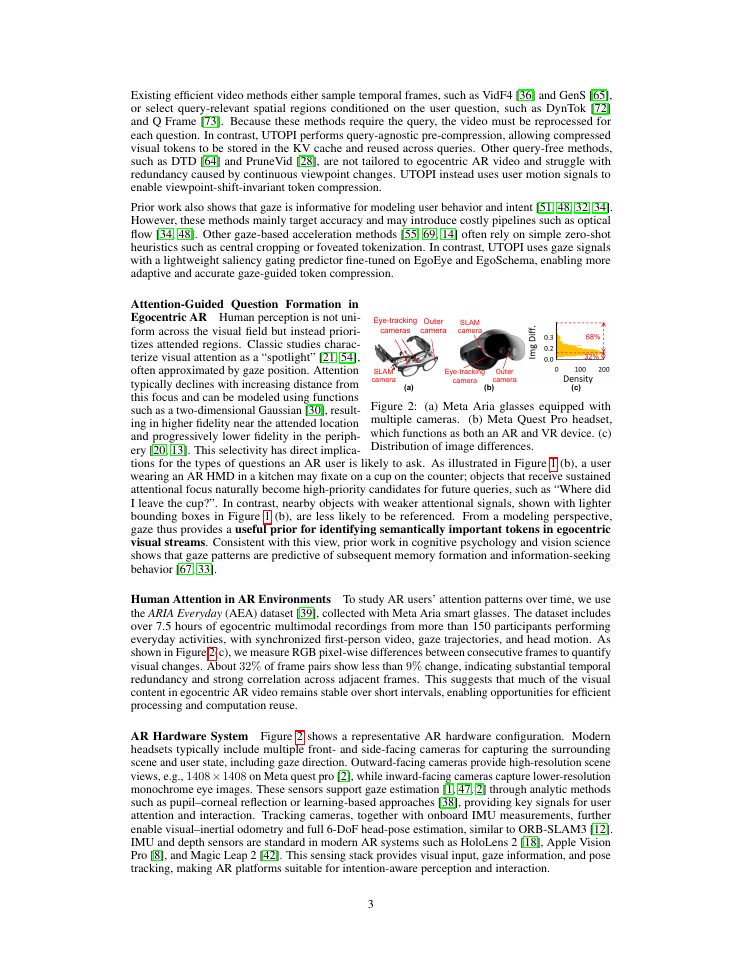 Existing efficient video methods either sample temporal frames, such as VidF4 [36] and GenS [65],
or select query-relevant spatial regions conditioned on the user question, such as DynTok [72]
and Q Frame [73]. Because these methods require the query, the video must be reprocessed for
each question. In contrast, UTOPI performs query-agnostic pre-compression, allowing compressed
visual tokens to be stored in the KV cache and reused across queries. Other query-free methods,
such as DTD [64] and PruneVid [28], are not tailored to egocentric AR video and struggle with
redundancy caused by continuous viewpoint changes. UTOPI instead uses user motion signals to
enable viewpoint-shift-invariant token compression.
Prior work also shows that gaze is informative for modeling user behavior and intent [51, 48, 32, 34].
However, these methods mainly target accuracy and may introduce costly pipelines such as optical
flow [34, 48]. Other gaze-based acceleration methods [55, 69, 14] often rely on simple zero-shot
heuristics such as central cropping or foveated tokenization. In contrast, UTOPI uses gaze signals
with a lightweight saliency gating predictor fine-tuned on EgoEye and EgoSchema, enabling more
adaptive and accurate gaze-guided token compression.
Attention-Guided Question Formation in
Egocentric AR Human perception is not uni-
form across the visual field but instead priori-
tizes attended regions. Classic studies charac-
terize visual attention as a “spotlight” [21, 54],
often approximated by gaze position. Attention
typically declines with increasing distance from
this focus and can be modeled using functions
such as a two-dimensional Gaussian [30], result-
ing in higher fidelity near the attended location
and progressively lower fidelity in the periph-
ery [20, 13]. This selectivity has direct implica-
Eye-tracking cameras
Outer camera
SLAM camera
(a)
SLAM camera
Eye-tracking camera
Outer camera
(b)
Img Diff.
0.3
0.2
0.0
68%
32%
0 100 200
Density
(c)
Figure 2: (a) Meta Aria glasses equipped with
multiple cameras. (b) Meta Quest Pro headset,
which functions as both an AR and VR device. (c)
Distribution of image differences.
tions for the types of questions an AR user is likely to ask. As illustrated in Figure 1 (b), a user
wearing an AR HMD in a kitchen may fixate on a cup on the counter; objects that receive sustained
attentional focus naturally become high-priority candidates for future queries, such as “Where did
I leave the cup?”. In contrast, nearby objects with weaker attentional signals, shown with lighter
bounding boxes in Figure 1 (b), are less likely to be referenced. From a modeling perspective,
gaze thus provides a useful prior for identifying semantically important tokens in egocentric
visual streams. Consistent with this view, prior work in cognitive psychology and vision science
shows that gaze patterns are predictive of subsequent memory formation and information-seeking
behavior [67, 33].
Human Attention in AR Environments To study AR users’ attention patterns over time, we use
the ARIA Everyday (AEA) dataset [39], collected with Meta Aria smart glasses. The dataset includes
over 7.5 hours of egocentric multimodal recordings from more than 150 participants performing
everyday activities, with synchronized first-person video, gaze trajectories, and head motion. As
shown in Figure 2(c), we measure RGB pixel-wise differences between consecutive frames to quantify
visual changes. About 32% of frame pairs show less than 9% change, indicating substantial temporal
redundancy and strong correlation across adjacent frames. This suggests that much of the visual
content in egocentric AR video remains stable over short intervals, enabling opportunities for efficient
processing and computation reuse.
AR Hardware System Figure 2 shows a representative AR hardware configuration. Modern
headsets typically include multiple front- and side-facing cameras for capturing the surrounding
scene and user state, including gaze direction. Outward-facing cameras provide high-resolution scene
views, e.g., 1408×1408 on Meta quest pro [2], while inward-facing cameras capture lower-resolution
monochrome eye images. These sensors support gaze estimation [1, 47, 2] through analytic methods
such as pupil–corneal reflection or learning-based approaches [38], providing key signals for user
attention and interaction. Tracking cameras, together with onboard IMU measurements, further
enable visual–inertial odometry and full 6-DoF head-pose estimation, similar to ORB-SLAM3 [12].
IMU and depth sensors are standard in modern AR systems such as HoloLens 2 [18], Apple Vision
Pro [8], and Magic Leap 2 [42]. This sensing stack provides visual input, gaze information, and pose
tracking, making AR platforms suitable for intention-aware perception and interaction.
3